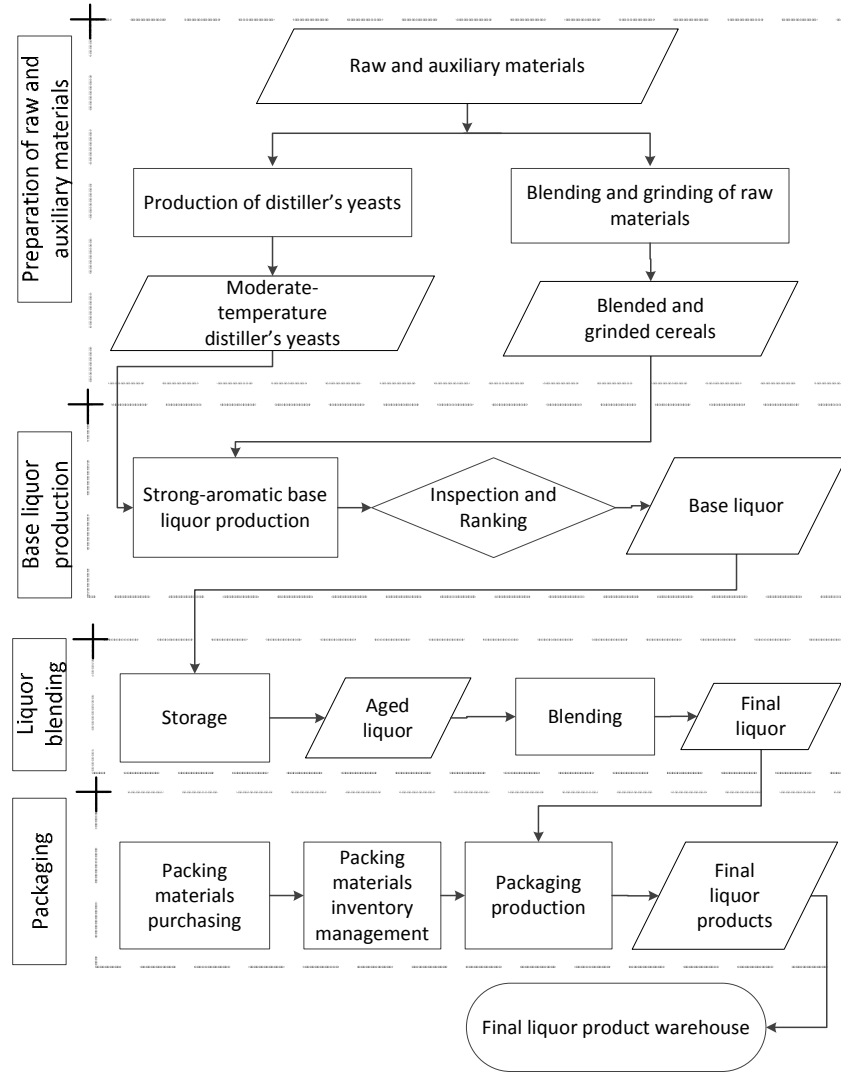 Preparation of raw and
auxiliary materials
Raw and auxiliary materials
Production of distiller's yeasts
Blending and grinding of raw
materials
Moderate-
temperature
distiller's yeasts
Blended and
grinded cereals
Base liquor
production
Strong-aromatic base
liquor production
Inspection and
Ranking
Base liquor
Liquor
blending
Storage
Aged
liquor
Blending
Final
liquor
Packaging
Packing
materials
purchasing
Packing
materials
inventory
management
Packaging
production
Final
liquor
products
Final liquor product warehouse